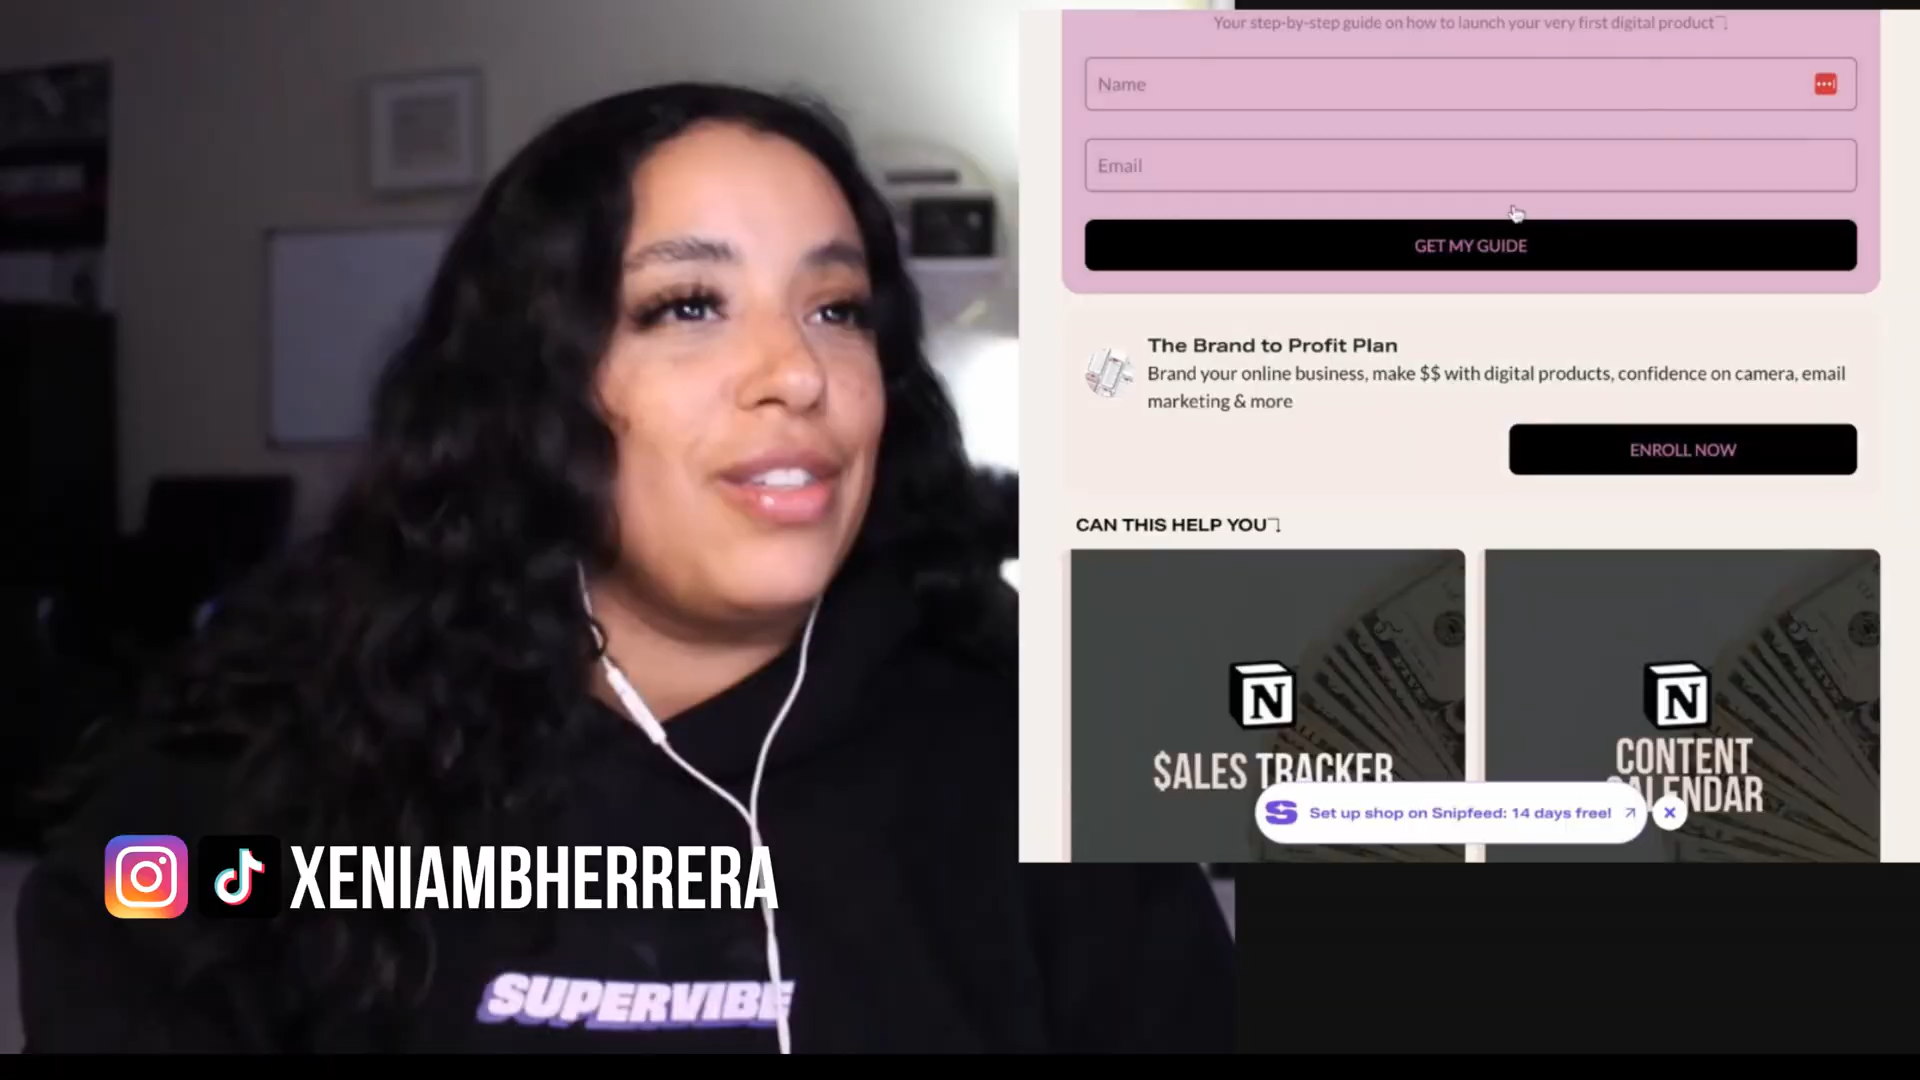 Your step-by-step guide on how to launch your very first digital product
Name
Email
GET MY GUIDE
The Brand to Profit Plan
Brand your online business, make $$ with digital products, confidence on camera, email
marketing & more
ENROLL NOW
CAN THIS HELP YOU
N
$ALES TRACKER
N
CONTENT
CALENDAR
Set up shop on Snipfeed: 14 days free!
XENIAMBHERRERA
SUPERVIBE